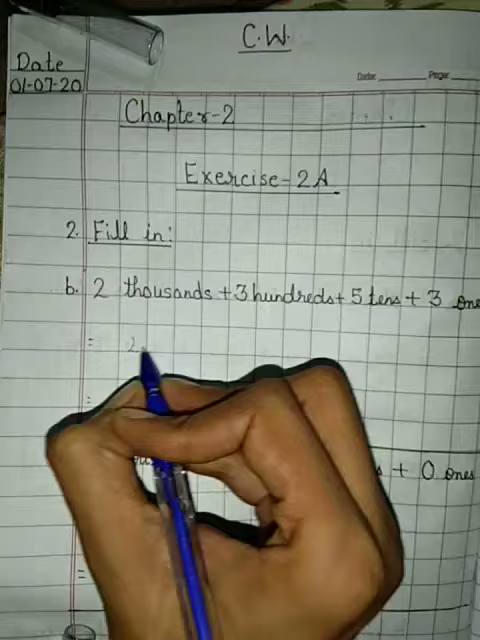 C.W.
Date
01-07-20
Date: Page:
Chapter-2
Exercise-2A
2. Fill in:
b. 2 thousands + 3 hundreds + 5 tens + 3 ones
= 2
=
+ 0 ones
=